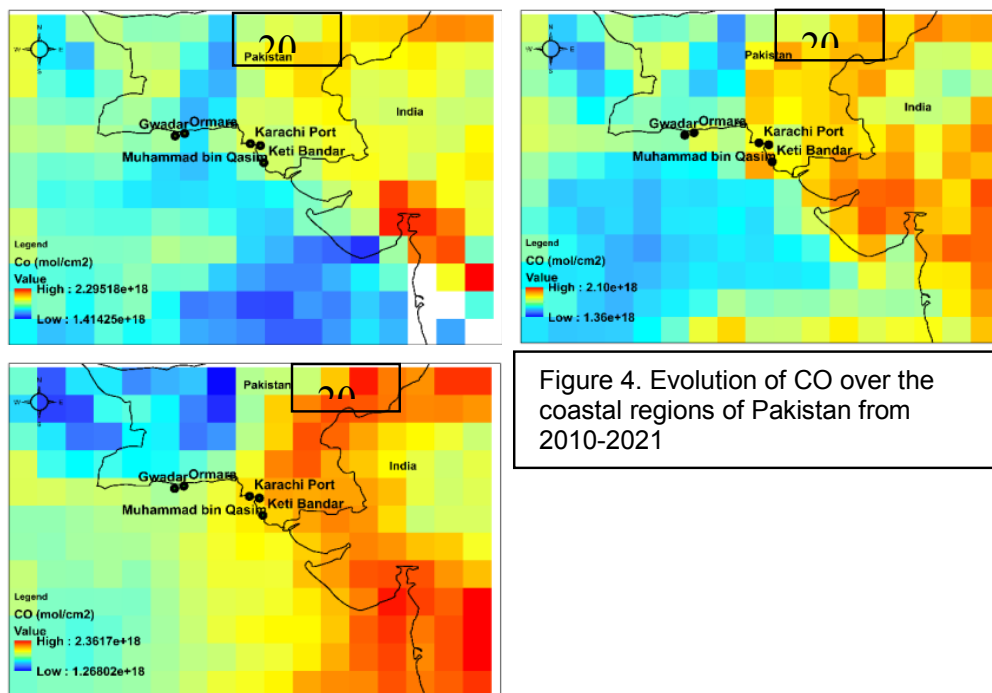 20
Pakistan
India
Gwadar Ormara
Karachi Port
Keti Bandar
Muhammad bin Qasim
N
W E
S
Legend
Co (mol/cm2)
Value
High : 2.29518e+18
Low : 1.41425e+18
20
Pakistan
India
Gwadar Ormara
Karachi Port
Keti Bandar
Muhammad bin Qasim
N
W E
S
Legend
CO (mol/cm2)
Value
High : 2.10e+18
Low : 1.36e+18
20
Pakistan
India
Gwadar Ormara
Karachi Port
Keti Bandar
Muhammad bin Qasim
N
W E
S
Legend
CO (mol/cm2)
Value
High : 2.3617e+18
Low : 1.26802e+18
Figure 4. Evolution of CO over the
coastal regions of Pakistan from
2010-2021